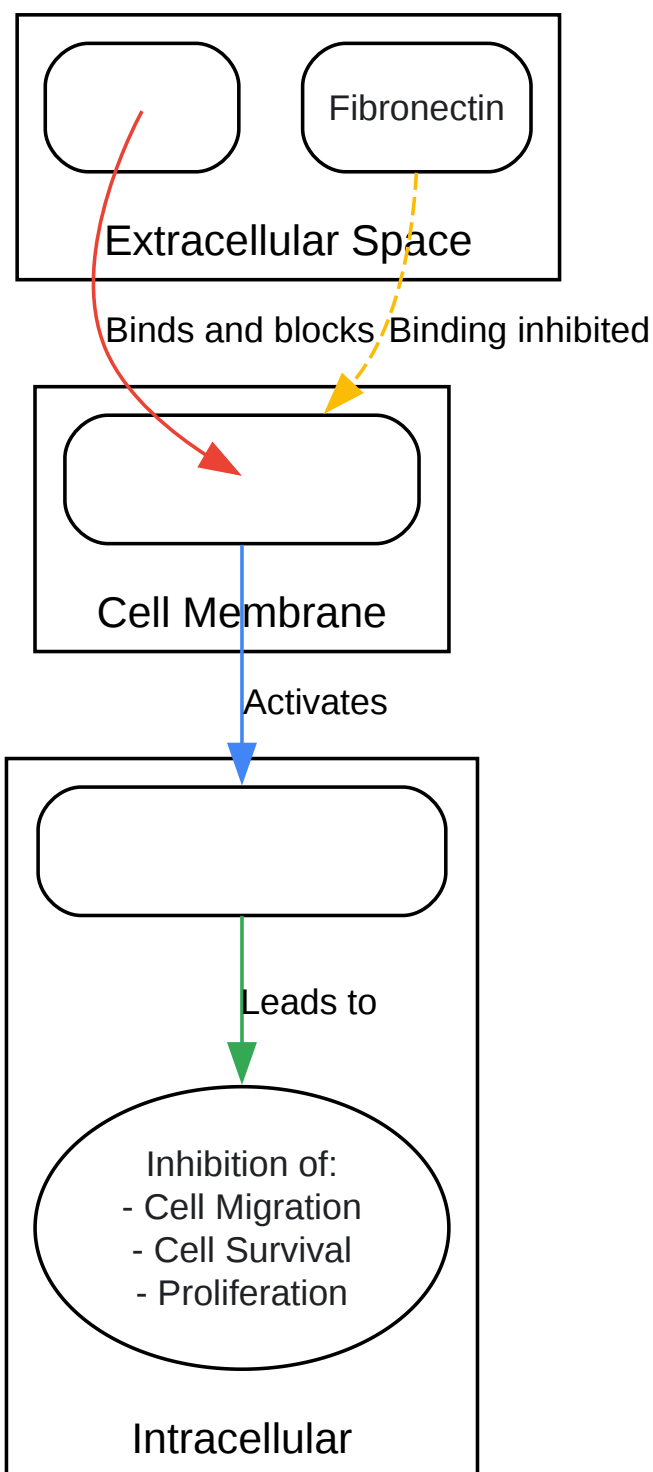 Fibronectin
Extracellular Space
Binds and blocks
Binding inhibited
Cell Membrane
Activates
Leads to
Inhibition of:
- Cell Migration
- Cell Survival
- Proliferation
Intracellular